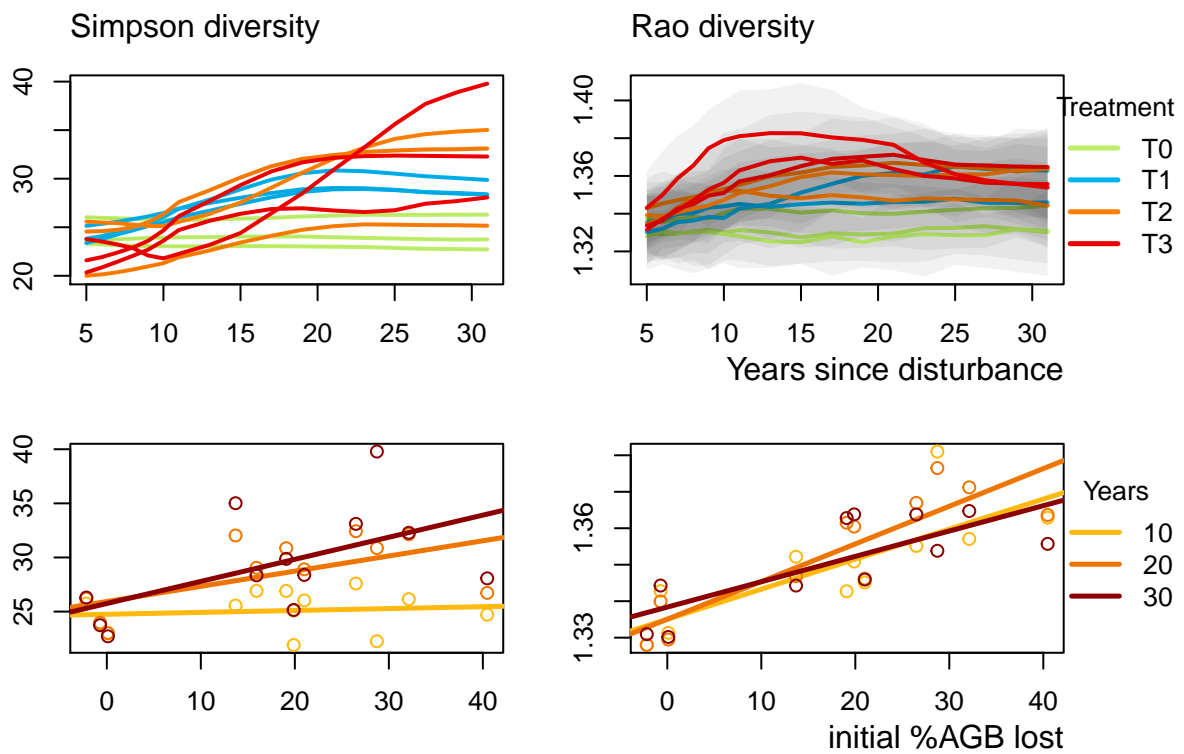 Simpson diversity
Rao diversity
40
30
20
5 10 15 20 25 30
1.40
1.36
1.32
5 10 15 20 25 30
Treatment
T0
T1
T2
T3
Years since disturbance
40
35
30
25
0 10 20 30 40
1.36
1.33
0 10 20 30 40
Years
10
20
30
initial %AGB lost